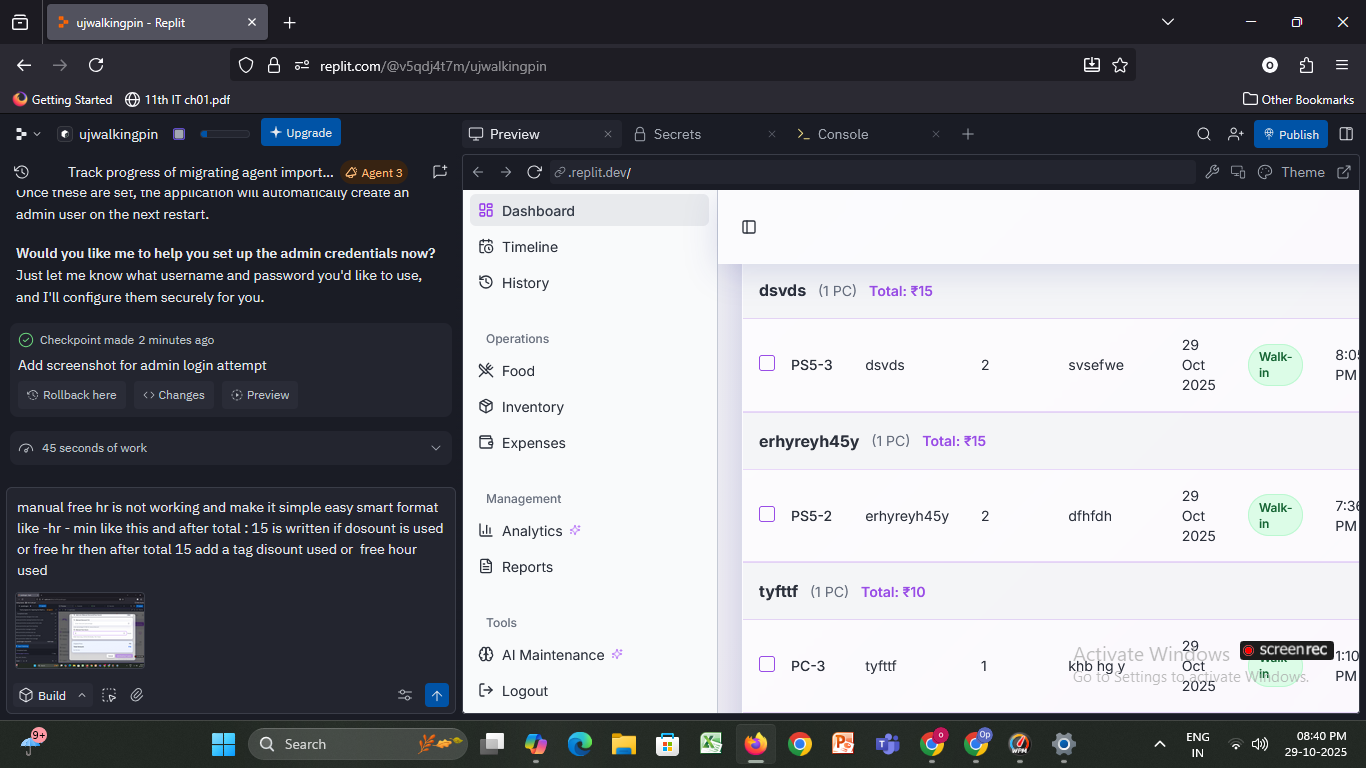 ujwalkingpin - Replit
replit.com/@v5qdj4t7m/ujwalkingpin
Getting Started
11th IT ch01.pdf
Other Bookmarks
ujwalkingpin
Upgrade
Track progress of migrating agent import...
Agent 3
Once these are set, the application will automatically create an
admin user on the next restart.
Would you like me to help you set up the admin credentials now?
Just let me know what username and password you'd like to use,
and I'll configure them securely for you.
Checkpoint made 2 minutes ago
Add screenshot for admin login attempt
Rollback here
Changes
Preview
45 seconds of work
manual free hr is not working and make it simple easy smart format
like -hr - min like this and after total : 15 is written if dosount is used
or free hr then after total 15 add a tag disount used or  free hour
used
Build
Preview
Secrets
Console
Publish
.replit.dev/
Theme
Dashboard
Timeline
History
Operations
Food
Inventory
Expenses
Management
Analytics
Reports
Tools
AI Maintenance
Logout
dsvds (1 PC) Total: ₹15
PS5-3 dsvds 2 svsefwe 29 Oct 2025 Walk-in 8:05 PM
erhyreyh45y (1 PC) Total: ₹15
PS5-2 erhyreyh45y 2 dfhfdh 29 Oct 2025 Walk-in 7:36 PM
tyfttf (1 PC) Total: ₹10
PC-3 tyfttf 1 khb hg y 29 Oct 2025 Walk-in 1:10 PM
Activate Windows
Go to Settings to activate Windows.
screenrec
9+
Search
ENG
IN
08:40 PM
29-10-2025